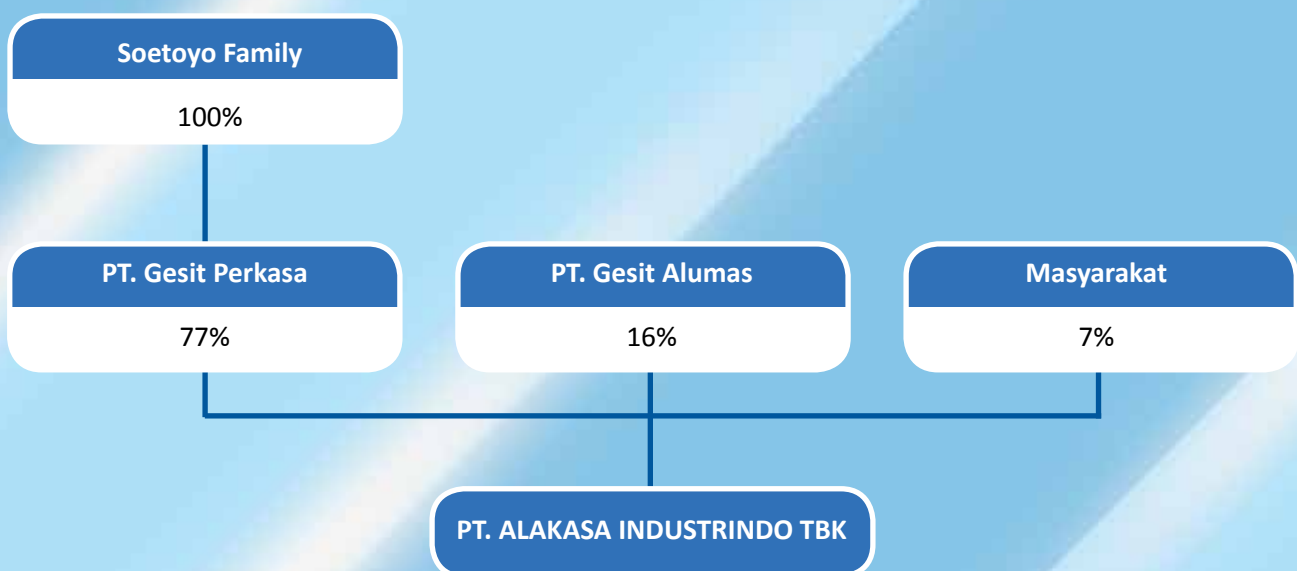 Soetoyo Family
100%
PT. Gesit Perkasa
77%
PT. Gesit Alumas
16%
Masyarakat
7%
PT. ALAKASA INDUSTRINDO TBK